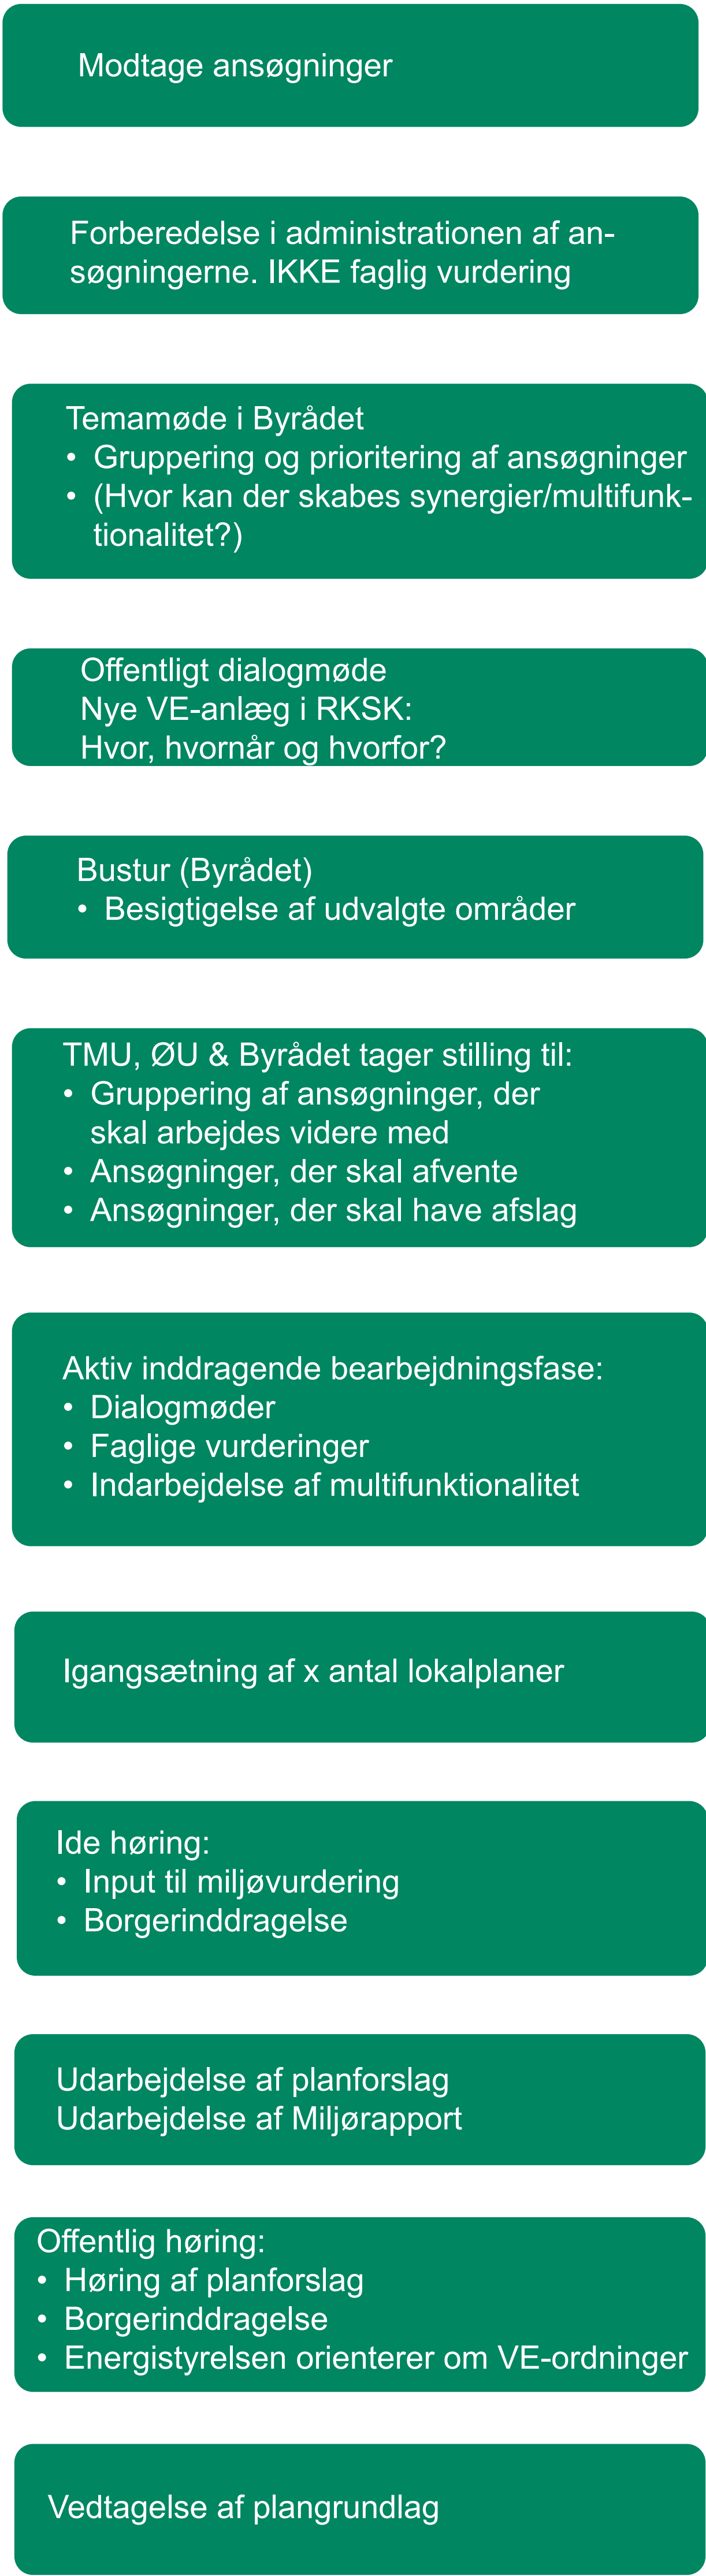 Modtage ansøgninger
Forberedelse i administrationen af an-
søgningerne. IKKE faglig vurdering
Temamøde i Byrådet
• Gruppering og prioritering af ansøgninger
• (Hvor kan der skabes synergier/multifunk-
tionalitet?)
Offentligt dialogmøde
Nye VE-anlæg i RKSK:
Hvor, hvornår og hvorfor?
Bustur (Byrådet)
• Besigtigelse af udvalgte områder
TMU, ØU & Byrådet tager stilling til:
• Gruppering af ansøgninger, der
skal arbejdes videre med
• Ansøgninger, der skal afvente
• Ansøgninger, der skal have afslag
Aktiv inddragende bearbejdningsfase:
• Dialogmøder
• Faglige vurderinger
• Indarbejdelse af multifunktionalitet
Igangsætning af x antal lokalplaner
Ide høring:
• Input til miljøvurdering
• Borgerinddragelse
Udarbejdelse af planforslag
Udarbejdelse af Miljørapport
Offentlig høring:
• Høring af planforslag
• Borgerinddragelse
• Energistyrelsen orienterer om VE-ordninger
Vedtagelse af plangrundlag